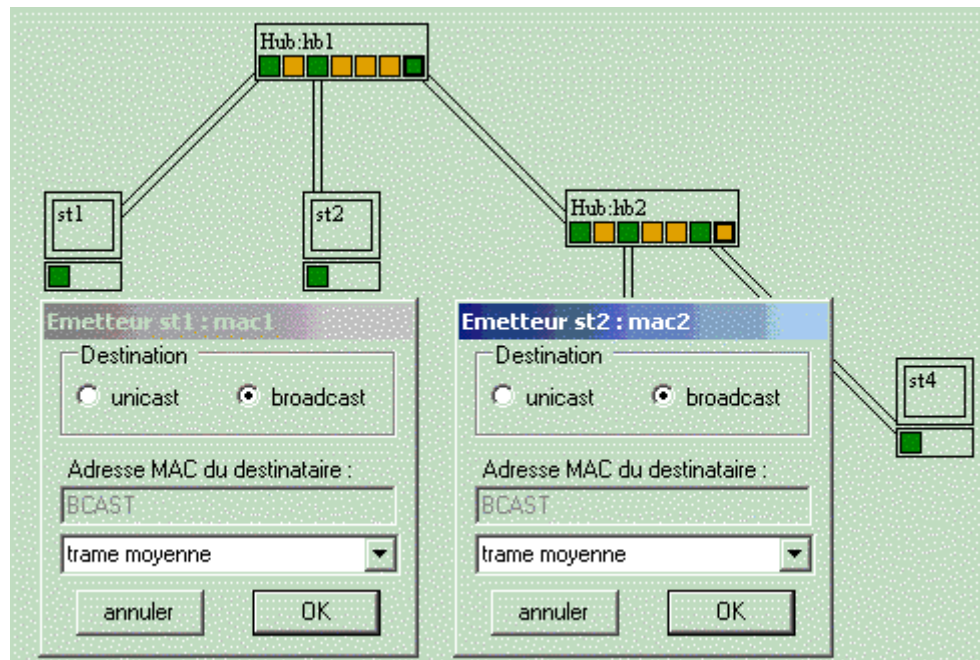 Hub:hb1
st1
st2
Hub:hb2
Emetteur st1 : mac1
Destination
unicast
broadcast
Adresse MAC du destinataire :
BCAST
trame moyenne
annuler
OK
Emetteur st2 : mac2
Destination
unicast
broadcast
Adresse MAC du destinataire :
BCAST
trame moyenne
annuler
OK
st4